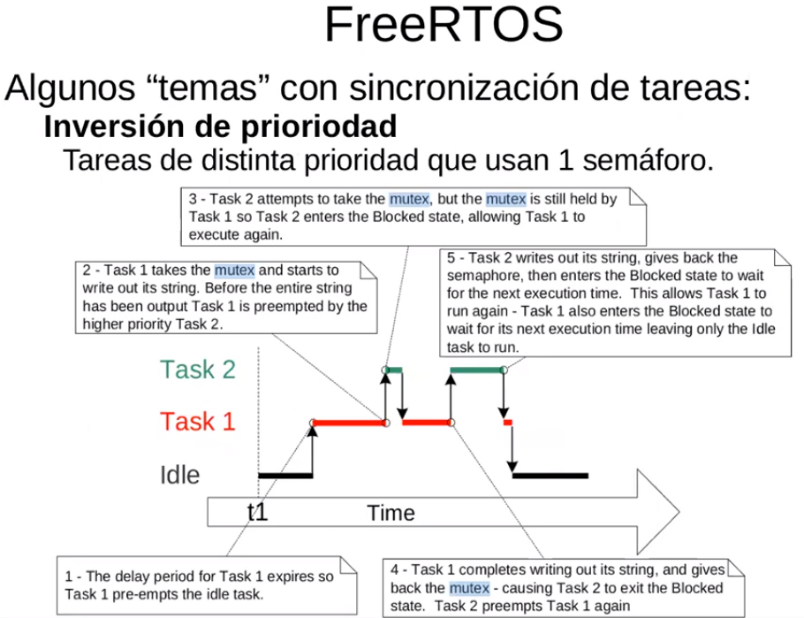 FreeRTOS
Algunos “temas” con sincronización de tareas:
Inversión de prioriodad
Tareas de distinta prioridad que usan 1 semáforo.
3 - Task 2 attempts to take the mutex, but the mutex is still held by
Task 1 so Task 2 enters the Blocked state, allowing Task 1 to
execute again.
2 - Task 1 takes the mutex and starts to
write out its string. Before the entire string
has been output Task 1 is preempted by the
higher priority Task 2.
5 - Task 2 writes out its string, gives back the
semaphore, then enters the Blocked state to wait
for the next execution time. This allows Task 1 to
run again - Task 1 also enters the Blocked state to
wait for its next execution time leaving only the Idle
task to run.
Task 2
Task 1
Idle
t1
Time
1 - The delay period for Task 1 expires so
Task 1 pre-empts the idle task.
4 - Task 1 completes writing out its string, and gives
back the mutex - causing Task 2 to exit the Blocked
state. Task 2 preempts Task 1 again